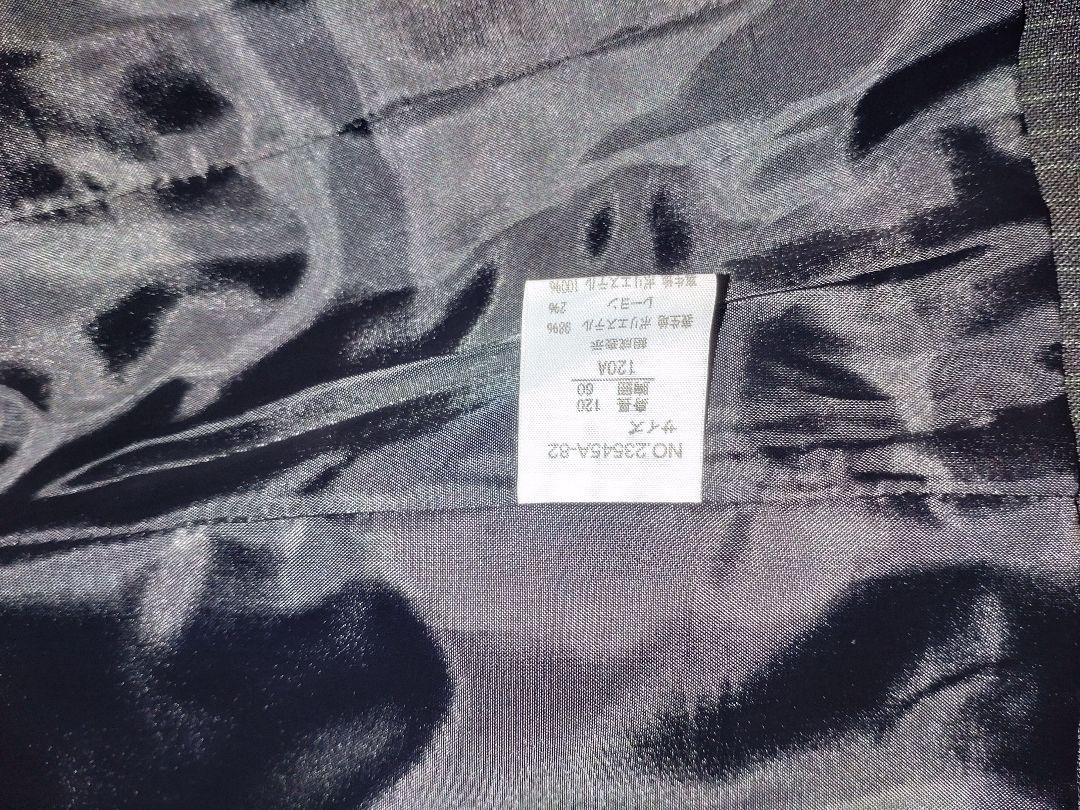 NO.23545A-82
サイズ
身長 120
胸囲 60
120A
組成表示
表生地 ポリエステル 98%
レーヨン 2%
裏生地 ポリエステル 100%